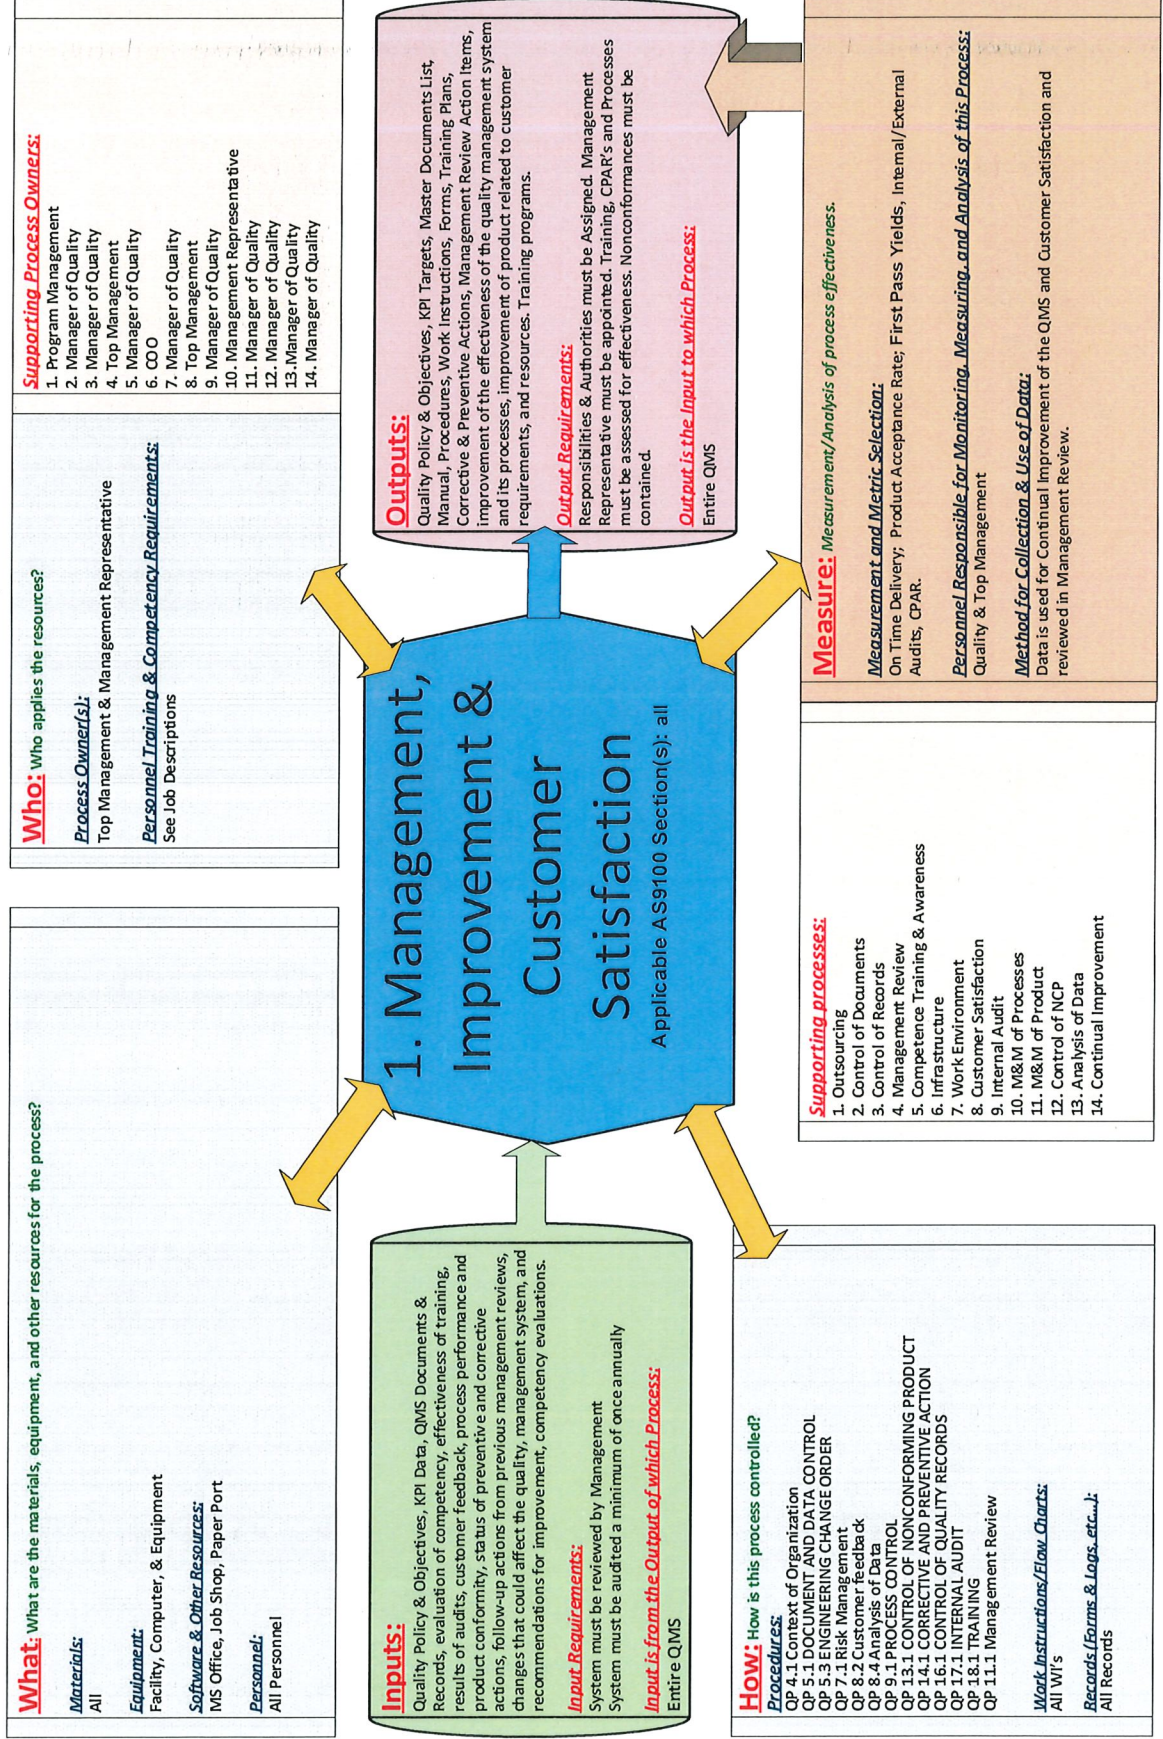 What: What are the materials, equipment, and other resources for the process?
Materials:
All
Equipment:
Facility, Computer, & Equipment
Software & Other Resources:
MS Office, Job Shop, Paper Port
Personnel:
All Personnel
Who: Who applies the resources?
Process Owner(s):
Top Management & Management Representative
Personnel Training & Competency Requirements:
See Job Descriptions
Supporting Process Owners:
1. Program Management
2. Manager of Quality
3. Manager of Quality
4. Top Management
5. Manager of Quality
6. COO
7. Manager of Quality
8. Top Management
9. Manager of Quality
10. Management Representative
11. Manager of Quality
12. Manager of Quality
13. Manager of Quality
14. Manager of Quality
Inputs:
Quality Policy & Objectives, KPI Data, QMS Documents &
Records, evaluation of competency, effectiveness of training,
results of audits, customer feedback, process performance and
product conformity, status of preventive and corrective
actions, follow-up actions from previous management reviews,
changes that could affect the quality, management system, and
recommendations for improvement, competency evaluations.
Input Requirements:
System must be reviewed by Management
System must be audited a minimum of once annually
Input is from the Output of which Process:
Entire QMS
1. Management,
Improvement &
Customer
Satisfaction
Applicable AS9100 Section(s): all
Outputs:
Quality Policy & Objectives, KPI Targets, Master Documents List,
Manual, Procedures, Work Instructions, Forms, Training Plans,
Corrective & Preventive Actions, Management Review Action Items,
improvement of the effectiveness of the quality management system
and its processes, improvement of product related to customer
requirements, and resources. Training programs.
Output Requirements:
Responsibilities & Authorities must be Assigned. Management
Representative must be appointed. Training, CPAR's and Processes
must be assessed for effectiveness. Nonconformances must be
contained.
Output is the Input to which Process:
Entire QMS
How: How is this process controlled?
Procedures:
QP 4.1 Context of Organization
QP 5.1 DOCUMENT AND DATA CONTROL
QP 5.3 ENGINEERING CHANGE ORDER
QP 7.1 Risk Management
QP 8.2 Customer feedback
QP 8.4 Analysis of Data
QP 9.1 PROCESS CONTROL
QP 13.1 CONTROL OF NONCONFORMING PRODUCT
QP 14.1 CORRECTIVE AND PREVENTIVE ACTION
QP 16.1 CONTROL OF QUALITY RECORDS
QP 17.1 INTERNAL AUDIT
QP 18.1 TRAINING
QP 11.1 Management Review
Work Instructions/Flow Charts:
All WI's
Records (Forms & Logs, etc...):
All Records
Supporting processes:
1. Outsourcing
2. Control of Documents
3. Control of Records
4. Management Review
5. Competence Training & Awareness
6. Infrastructure
7. Work Environment
8. Customer Satisfaction
9. Internal Audit
10. M&M of Processes
11. M&M of Product
12. Control of NCP
13. Analysis of Data
14. Continual Improvement
Measure: Measurement/Analysis of process effectiveness.
Measurement and Metric Selection:
On Time Delivery; Product Acceptance Rate; First Pass Yields, Internal/External
Audits, CPAR.
Personnel Responsible for Monitoring, Measuring, and Analysis of this Process:
Quality & Top Management
Method for Collection & Use of Data:
Data is used for Continual Improvement of the QMS and Customer Satisfaction and
reviewed in Management Review.